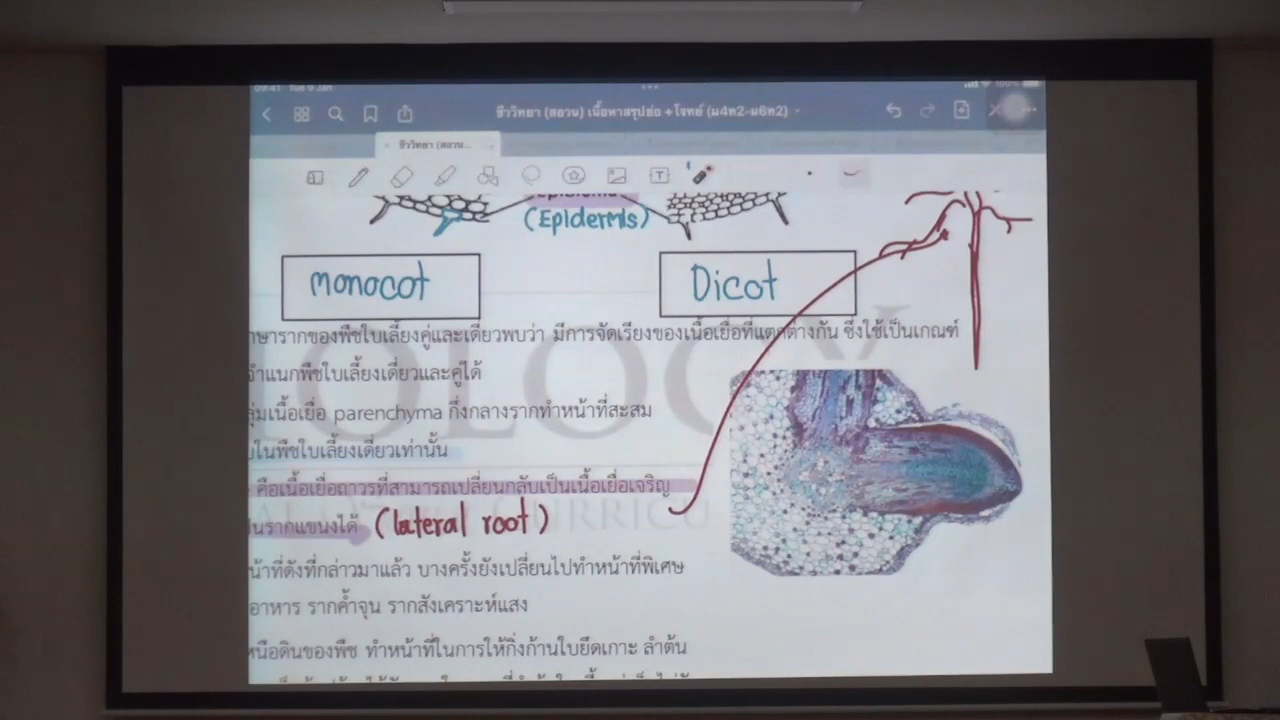 09:41 Tue 9 Jan
ชีววิทยา (สอวน) เนื้อหาสรุปย่อ +โจทย์ (ม4ท2-ม6ท2)
ชีววิทยา (สอวน)...
(Epidermis)
Monocot
Dicot
ารากของพืชใบเลี้ยงคู่และเดี่ยวพบว่า มีการจัดเรียงของเนื้อเยื่อที่แตกต่างกัน ซึ่งใช้เป็นเกณฑ์
จำแนกพืชใบเลี้ยงเดี่ยวและคู่ได้
เนื้อเยื่อ parenchyma กึ่งกลางรากทำหน้าที่สะสม
ในพืชใบเลี้ยงเดี่ยวเท่านั้น
คือเนื้อเยื่อถาวรที่สามารถเปลี่ยนกลับเป็นเนื้อเยื่อเจริญ
รากแขนงได้ (lateral root)
น้าที่ดังที่กล่าวมาแล้ว บางครั้งยังเปลี่ยนไปทำหน้าที่พิเศษ
อาหาร รากค้ำจุน รากสังเคราะห์แสง
หนือดินของพืช ทำหน้าที่ในการให้กิ่งก้านใบยึดเกาะ ลำต้น